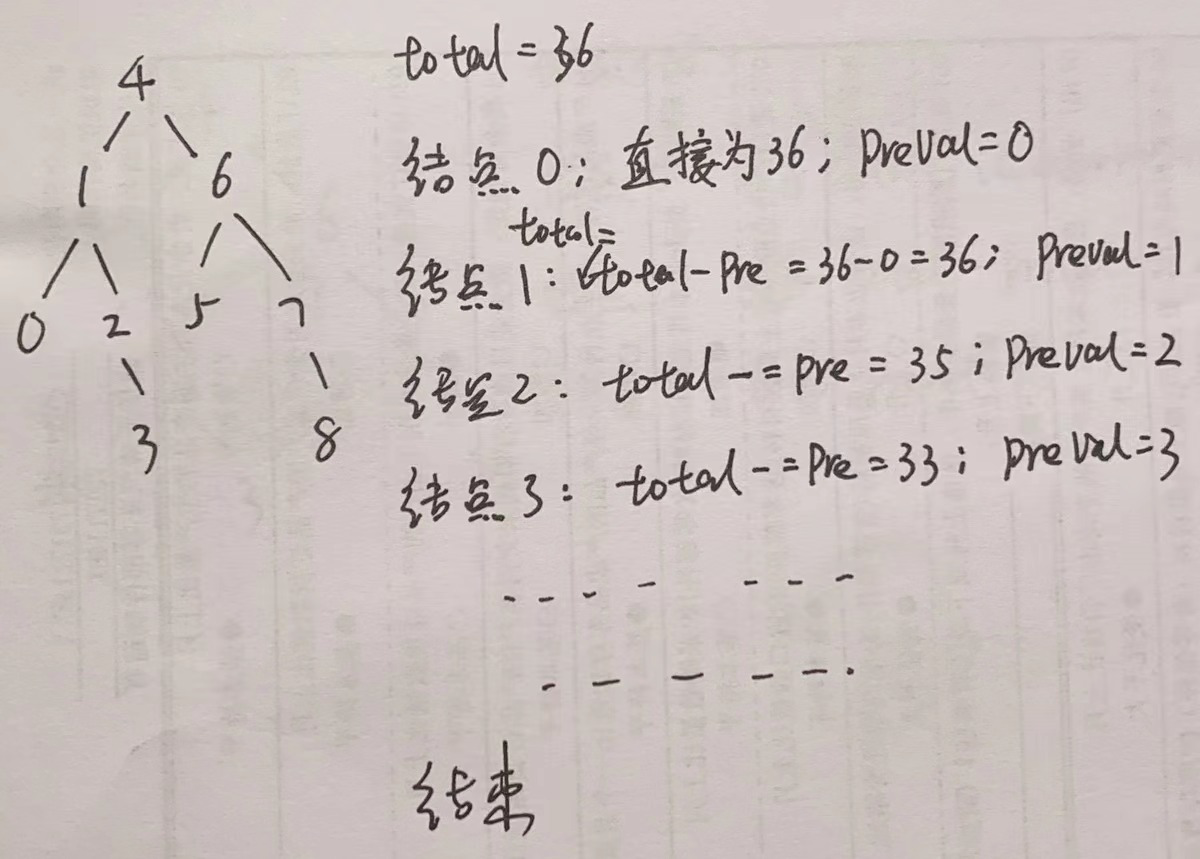 total = 36
4
1 6
0 2 5 7
3 8
结点 0; 直接为36; PreVal=0
total=
结点 1: total-Pre = 36-0 = 36; Preval=1
结点 2: total -= pre = 35; Preval=2
结点 3: total -= Pre = 33; preval=3
---- ---
-----.
结束